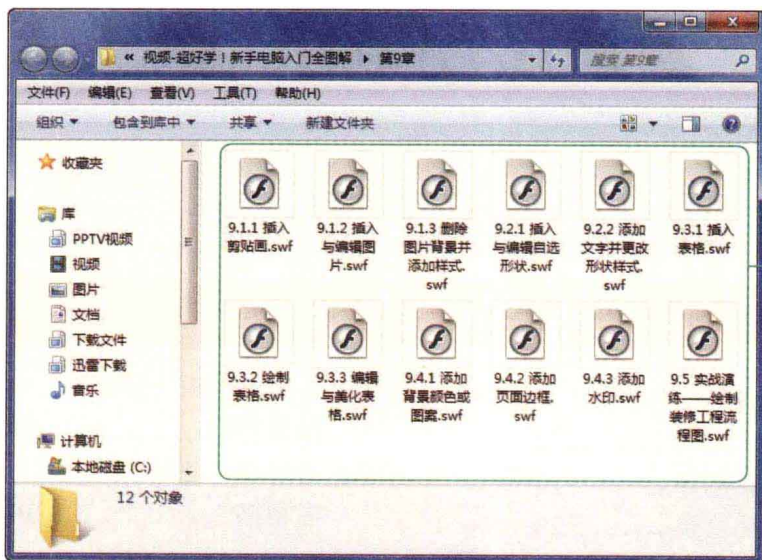 « 视频-超好学！新手电脑入门全图解 ▸ 第9章
搜索 第9章
文件(F) 编辑(E) 查看(V) 工具(T) 帮助(H)
组织 包含到库中 共享 新建文件夹
收藏夹
库
PPTV视频
视频
图片
文档
下载文件
迅雷下载
音乐
计算机
本地磁盘 (C:)
9.1.1 插入
剪贴画.swf
9.1.2 插入
与编辑图
片.swf
9.1.3 删除
图片背景并
添加样式.
swf
9.2.1 插入
与编辑自选
形状.swf
9.2.2 添加
文字并更改
形状样式.
swf
9.3.1 插入
表格.swf
9.3.2 绘制
表格.swf
9.3.3 编辑
与美化表
格.swf
9.4.1 添加
背景颜色或
图案.swf
9.4.2 添加
页面边框.
swf
9.4.3 添加
水印.swf
9.5 实战演
练——绘制
装修工程流
程图.swf
12 个对象